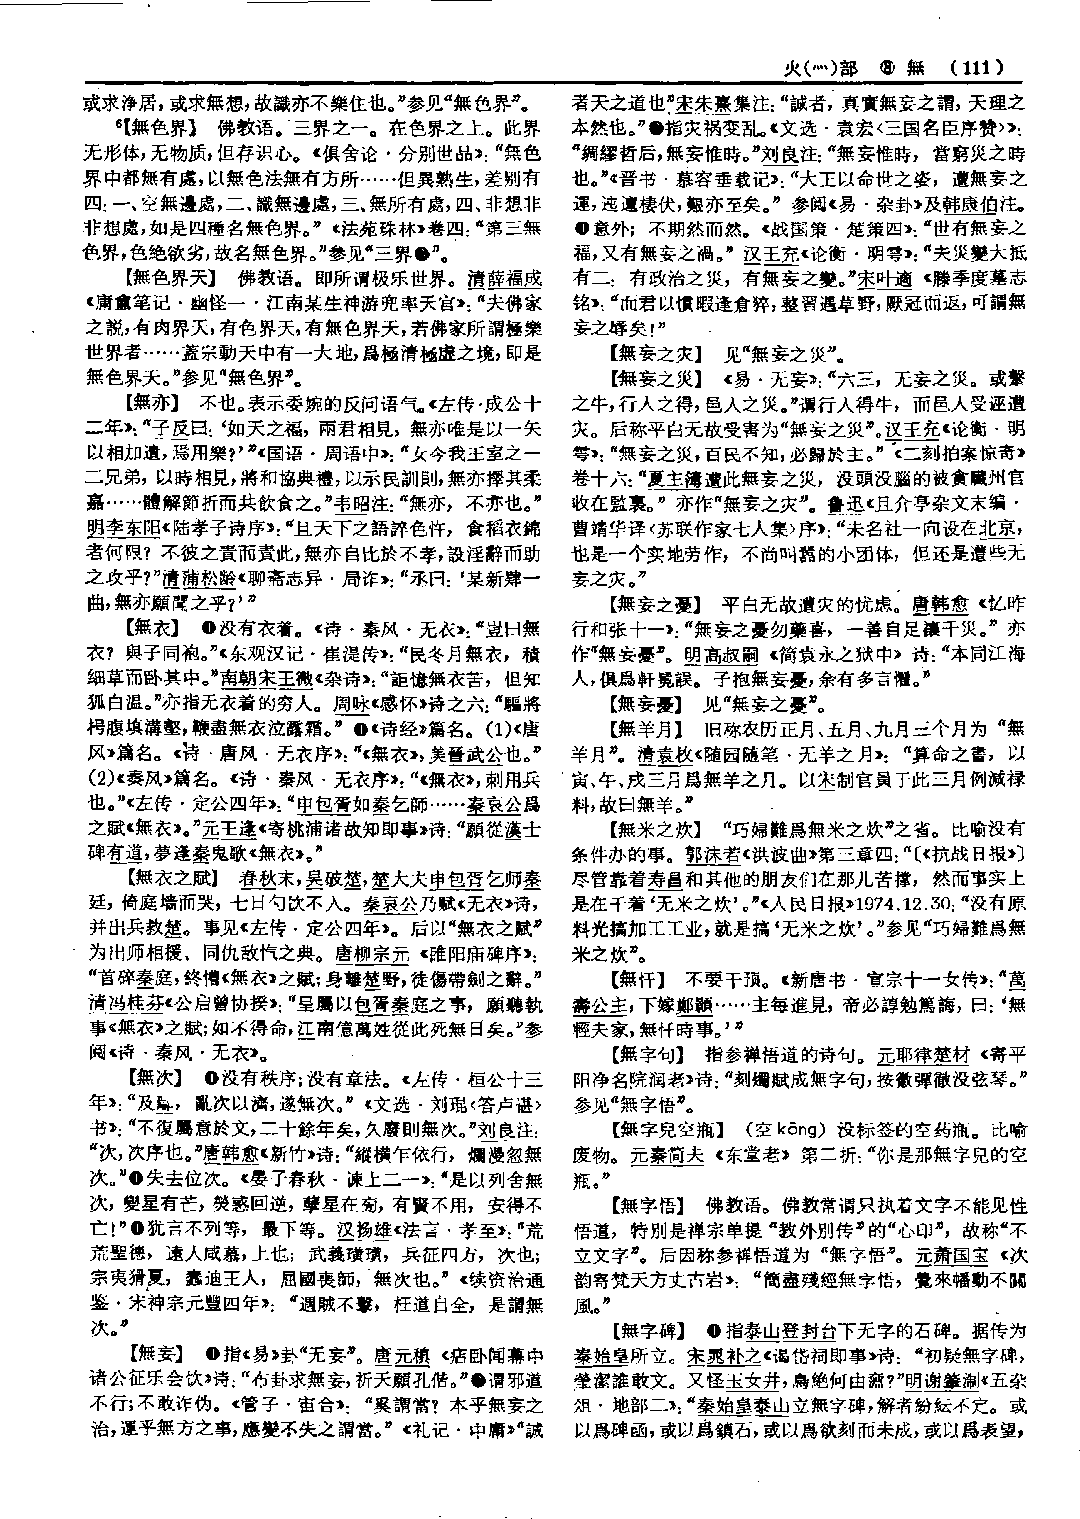 火(灬)部 ⑧ 無 (111)
或求净居，或求無想，故識亦不樂住也。”参见“無色界”。
【無色界】 佛教语。三界之一。在色界之上。此界
无形体，无物质，但存识心。《俱舍论·分别世品》：“無色
界中都無有處，以無色法無有方所……但異熟生，差别有
四：一、空無邊處，二、識無邊處，三、無所有處，四、非想非
非想處，如是四種名無色界。”《法苑珠林》卷四：“第三無
色界，色绝欲劣，故名無色界。”参见“三界❶”。
【無色界天】 佛教语。即所谓极乐世界。清薛福成
《庸盦笔记·幽怪一·江南某生神游兜率天宫》：“夫佛家
之説，有肉界天，有色界天，有無色界天，若佛家所謂極樂
世界者……蓋宗動天中有一大地，爲極清極虚之境，即是
無色界天。”参见“無色界”。
【無亦】 不也。表示委婉的反问语气。《左传·成公十
二年》：“子反曰：‘如天之福，兩君相見，無亦唯是以一矢
以相加遺，焉用樂？’”《国语·周语中》：“女今我王室之一
二兄弟，以時相見，將和協典禮，以示民訓則，無亦擇其柔
嘉……體解節折而共飲食之。”韦昭注：“無亦，不亦也。”
明李东阳《陆孝子诗序》：“且天下之語誶色忤，食稻衣錦
者何限？不彼之責而責此，無亦自比於不孝，設淫辭而助
之攻乎？”清蒲松龄《聊斋志异·局诈》：“丞曰：‘某新肄一
曲，無亦願聞之乎？’”
【無衣】 ❶没有衣着。《诗·秦风·无衣》：“豈曰無
衣？與子同袍。”《东观汉记·崔湜传》：“民冬月無衣，積
細草而卧其中。”南朝宋王微《杂诗》：“詎憶無衣苦，但知
狐白温。”亦指无衣着的穷人。周咏《感怀》诗之六：“驅將
枵腹填溝壑，鞭盡無衣泣露霜。”❷《诗经》篇名。(1)《唐
风》篇名。《诗·唐风·无衣序》：“《無衣》，美晋武公也。”
(2)《秦风》篇名。《诗·秦风·无衣序》：“《無衣》，刺用兵
也。”《左传·定公四年》：“申包胥如秦乞師……秦哀公爲
之賦《無衣》。”元王逢《寄桃浦诸故知即事》诗：“願從漢士
碑有道，夢逢秦鬼歌《無衣》。”
【無衣之賦】 春秋末，吴破楚，楚大夫申包胥乞师秦
廷，倚庭墙而哭，七日勺饮不入。秦哀公乃赋《无衣》诗，
并出兵救楚。事见《左传·定公四年》。后以“無衣之賦”
为出师相援、同仇敌忾之典。唐柳宗元《睢阳庙碑序》：
“首碎秦庭，終懵《無衣》之賦；身離楚野，徒傷帶劍之辭。”
清冯桂芬《公启曾协揆》：“呈屬以包胥秦庭之事，願聽執
事《無衣》之賦；如不得命，江南億萬姓從此死無日矣。”参
阅《诗·秦风·无衣》。
【無次】 ❶没有秩序；没有章法。《左传·桓公十三
年》：“及鄢，亂次以濟，遂無次。”《文选·刘琨〈答卢谌〉
书》：“不復屬意於文，二十餘年矣，久廢則無次。”刘良注：
“次，次序也。”唐韩愈《新竹》诗：“縱横乍依行，爛漫忽無
次。”❷失去位次。《晏子春秋·谏上二一》：“是以列舍無
次，變星有芒，熒惑回逆，孽星在旁，有賢不用，安得不
亡！”❸犹言不列等，最下等。汉扬雄《法言·孝至》：“荒
荒聖德，遠人咸慕，上也；武義璜璜，兵征四方，次也；
宗夷猾夏，蠢迪王人，屈國喪師，無次也。”《续资治通
鉴·宋神宗元豐四年》：“遇賊不擊，枉道自全，是謂無
次。”
【無妄】 ❶指《易》卦“无妄”。唐元稹《店卧闻幕中
诸公征乐会饮》诗：“布卦求無妄，祈天願孔偕。”❷谓邪道
不行；不敢诈伪。《管子·宙合》：“奚謂當？本乎無妄之
治，運乎無方之事，應變不失之謂當。”《礼记·中庸》“誠
者天之道也”宋朱熹集注：“誠者，真實無妄之謂，天理之
本然也。”❸指灾祸变乱。《文选·袁宏〈三国名臣序赞〉》：
“綢繆哲后，無妄惟時。”刘良注：“無妄惟時，當窮災之時
也。”《晋书·慕容垂载记》：“大王以命世之姿，遭無妄之
運，迍邅棲伏，艱亦至矣。”参阅《易·杂卦》及韩康伯注。
❹意外；不期然而然。《战国策·楚策四》：“世有無妄之
福，又有無妄之禍。”汉王充《论衡·明雩》：“夫災變大抵
有二：有政治之災，有無妄之變。”宋叶適《滕季度墓志
铭》：“而君以慣暇逢倉猝，整習遇草野，厭冠而返，可謂無
妄之辱矣！”
【無妄之灾】 见“無妄之災”。
【無妄之災】 《易·无妄》：“六三，无妄之災。或繫
之牛，行人之得，邑人之災。”谓行人得牛，而邑人受诬遭
灾。后称平白无故受害为“無妄之災”。汉王充《论衡·明
雩》：“無妄之災，百民不知，必歸於主。”《二刻拍案惊奇》
卷十六：“夏主簿遭此無妄之災，没頭没腦的被貪贜州官
收在監裏。”亦作“無妄之灾”。鲁迅《且介亭杂文末编·
曹靖华译〈苏联作家七人集〉序》：“未名社一向设在北京，
也是一个实地劳作，不尚叫嚣的小团体，但还是遭些无
妄之灾。”
【無妄之憂】 平白无故遭灾的忧虑。唐韩愈《忆昨
行和张十一》：“無妄之憂勿藥喜，一善自足禳千災。”亦
作“無妄憂”。明高叔嗣《简袁永之狱中》诗：“本同江海
人，俱爲軒冕誤。子抱無妄憂，余有多言懼。”
【無妄憂】 见“無妄之憂”。
【無羊月】 旧称农历正月、五月、九月三个月为“無
羊月”。清袁枚《随园随笔·无羊之月》：“算命之書，以
寅、午、戌三月爲無羊之月。以宋制官員于此三月例減禄
料，故曰無羊。”
【無米之炊】 “巧婦難爲無米之炊”之省。比喻没有
条件办的事。郭沫若《洪波曲》第三章四：“〔《抗战日报》〕
尽管靠着寿昌和其他的朋友们在那儿苦撑，然而事实上
是在干着‘无米之炊’。”《人民日报》1974.12.30：“没有原
料光搞加工工业，就是搞‘无米之炊’。”参见“巧婦難爲無
米之炊”。
【無忓】 不要干预。《新唐书·宣宗十一女传》：“萬
壽公主，下嫁鄭顥……主每進見，帝必諄勉篤誨，曰：‘無
輕夫家，無忓時事。’”
【無字句】 指参禅悟道的诗句。元耶律楚材《寄平
阳净名院润老》诗：“刻燭賦成無字句，按徽彈徹没弦琴。”
参见“無字悟”。
【無字兒空瓶】 （空 kōng）没标签的空药瓶。比喻
废物。元秦简夫《东堂老》第二折：“你是那無字兒的空
瓶。”
【無字悟】 佛教语。佛教常谓只执着文字不能见性
悟道，特别是禅宗单提“教外别传”的“心印”，故称“不
立文字”。后因称参禅悟道为“無字悟”。元萧国宝《次
韵寄梵天方丈古岩》：“簡盡殘經無字悟，覺來幡動不關
風。”
【無字碑】 ❶指泰山登封台下无字的石碑。据传为
秦始皇所立。宋晁补之《谒岱祠即事》诗：“初疑無字碑，
瑩潔誰敢文。又怪玉女井，鳥絶何由窺？”明谢肇淛《五杂
俎·地部二》：“秦始皇泰山立無字碑，解者紛紜不定。或
以爲碑函，或以爲鎮石，或以爲欲刻而未成，或以爲表望，